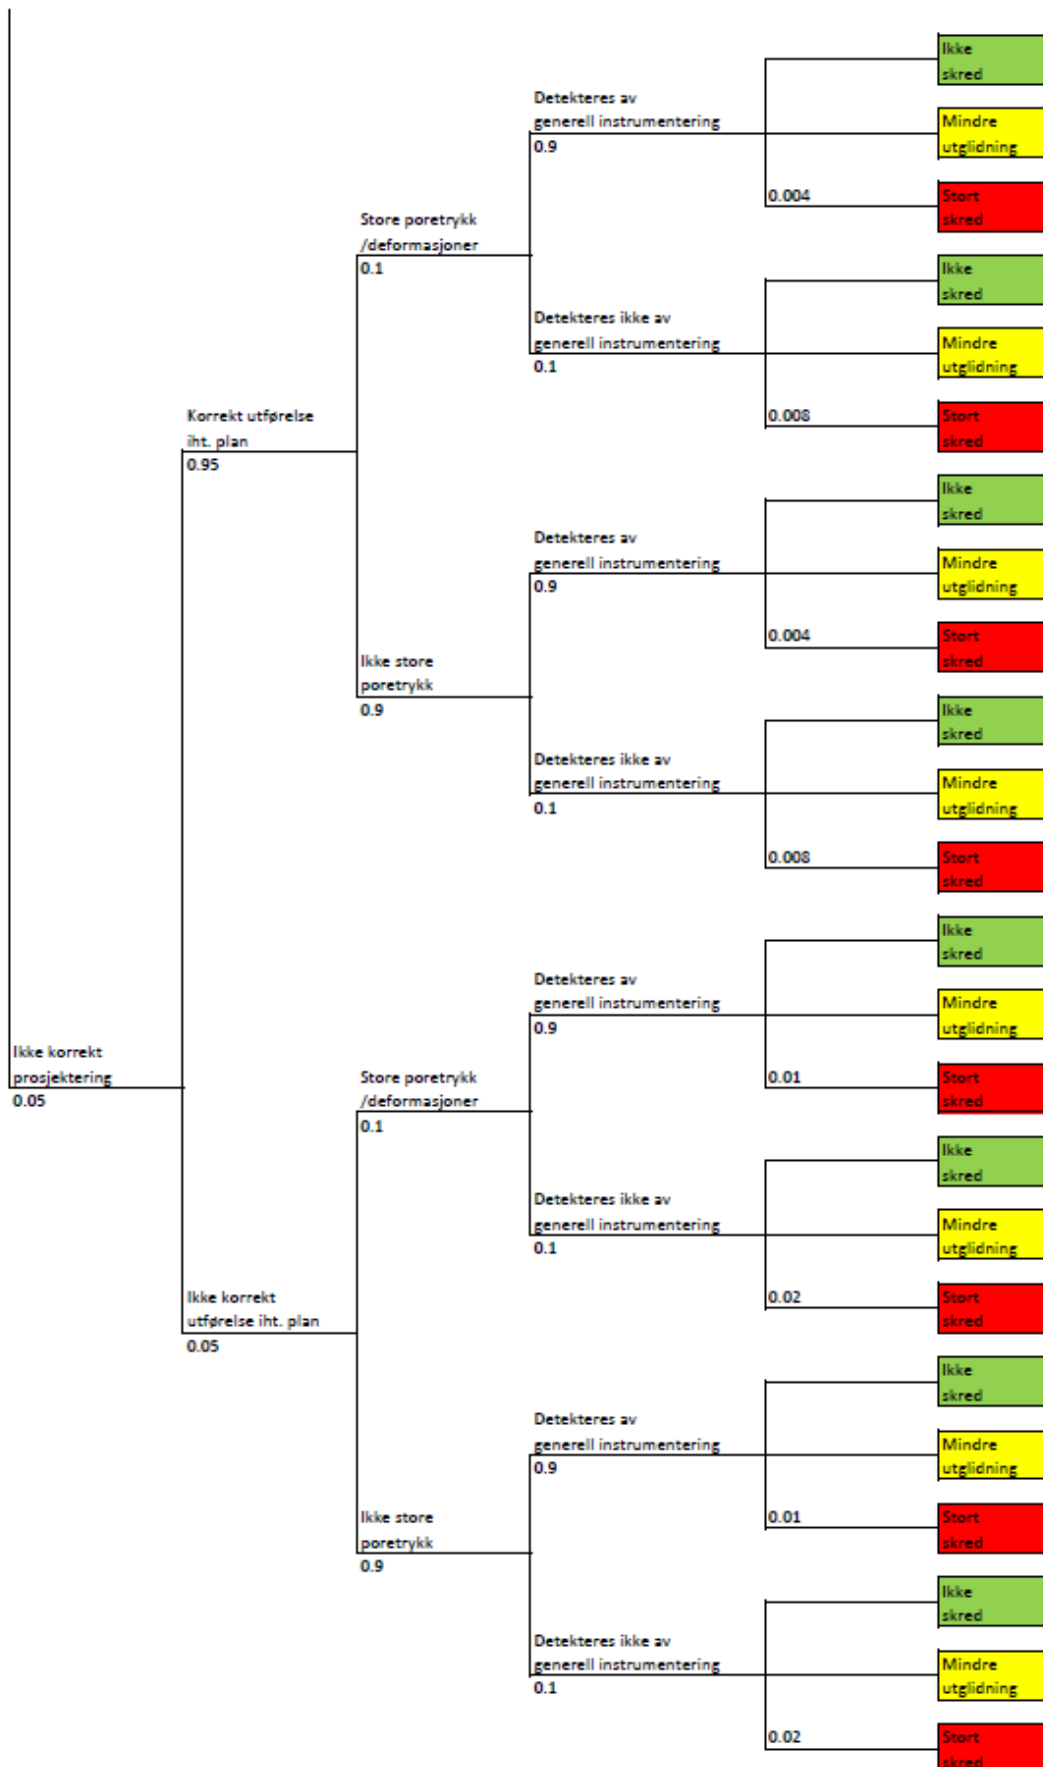 Ikke
skred
Detekteres av
generell instrumentering
0.9
Mindre
utglidning
0.004
Stort
skred
Store poretrykk
/deformasjoner
0.1
Ikke
skred
Detekteres ikke av
generell instrumentering
0.1
Mindre
utglidning
0.008
Stort
skred
Korrekt utførelse
iht. plan
0.95
Ikke
skred
Detekteres av
generell instrumentering
0.9
Mindre
utglidning
0.004
Stort
skred
Ikke store
poretrykk
0.9
Ikke
skred
Detekteres ikke av
generell instrumentering
0.1
Mindre
utglidning
0.008
Stort
skred
Ikke
skred
Detekteres av
generell instrumentering
0.9
Mindre
utglidning
Ikke korrekt
prosjektering
0.05
0.01
Stort
skred
Store poretrykk
/deformasjoner
0.1
Ikke
skred
Detekteres ikke av
generell instrumentering
0.1
Mindre
utglidning
0.02
Stort
skred
Ikke korrekt
utførelse iht. plan
0.05
Ikke
skred
Detekteres av
generell instrumentering
0.9
Mindre
utglidning
0.01
Stort
skred
Ikke store
poretrykk
0.9
Ikke
skred
Detekteres ikke av
generell instrumentering
0.1
Mindre
utglidning
0.02
Stort
skred